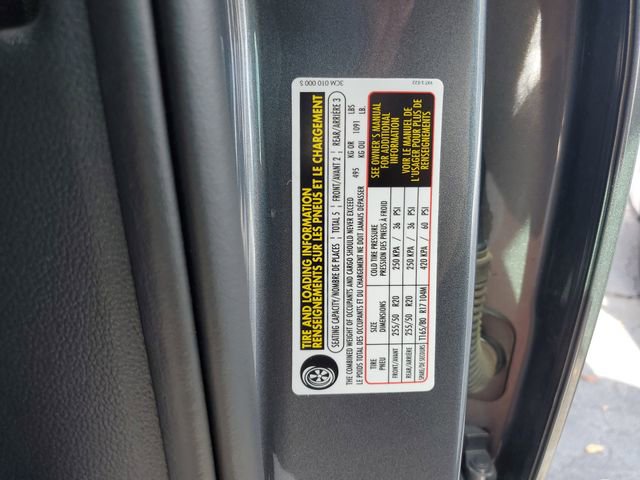 3CM 010 000 S
TIRE AND LOADING INFORMATION
RENSEIGNEMENTS SUR LES PNEUS ET LE CHARGEMENT
SEATING CAPACITY/NOMBRE DE PLACES | TOTAL 5 | FRONT/AVANT 2 | REAR/ARRIÈRE 3
THE COMBINED WEIGHT OF OCCUPANTS AND CARGO SHOULD NEVER EXCEED 495 KG OR 1091 LBS
LE POIDS TOTAL DES OCCUPANTS ET DU CHARGEMENT NE DOIT JAMAIS DÉPASSER KG OU LB.
TIRE SIZE COLD TIRE PRESSURE
PNEU DIMENSIONS PRESSION DES PNEUS À FROID
FRONT/AVANT 255/50 R20 250 KPA / 36 PSI
REAR/ARRIÈRE 255/50 R20 250 KPA / 36 PSI
SPARE/DE SECOURS T165/80 R17 104M 420 KPA / 60 PSI
SEE OWNER'S MANUAL
FOR ADDITIONAL
INFORMATION
VOIR LE MANUEL DE
L'USAGER POUR PLUS DE
RENSEIGNEMENTS